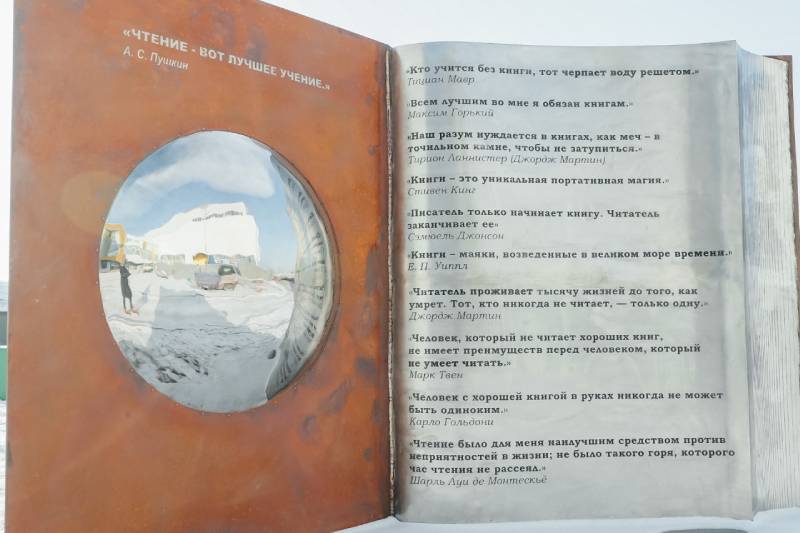 «ЧТЕНИЕ - ВОТ ЛУЧШЕЕ УЧЕНИЕ.»
А. С. Пушкин
«Кто учится без книги, тот черпает воду решетом.»
Тициан Мавр
«Всем лучшим во мне я обязан книгам.»
Максим Горький
«Наш разум нуждается в книгах, как меч – в
точильном камне, чтобы не затупиться.»
Тирион Ланнистер (Джордж Мартин)
«Книги – это уникальная портативная магия.»
Стивен Кинг
«Писатель только начинает книгу. Читатель
заканчивает ее»
Сэмюель Джонсон
«Книги – маяки, возведенные в великом море времени.»
Е. П. Уиппл
«Читатель проживает тысячу жизней до того, как
умрет. Тот, кто никогда не читает, — только одну.»
Джордж Мартин
«Человек, который не читает хороших книг,
не имеет преимуществ перед человеком, который
не умеет читать.»
Марк Твен
«Человек с хорошей книгой в руках никогда не может
быть одиноким.»
Карло Гольдони
«Чтение было для меня наилучшим средством против
неприятностей в жизни; не было такого горя, которого
час чтения не рассеял.»
Шарль Луи де Монтескьё